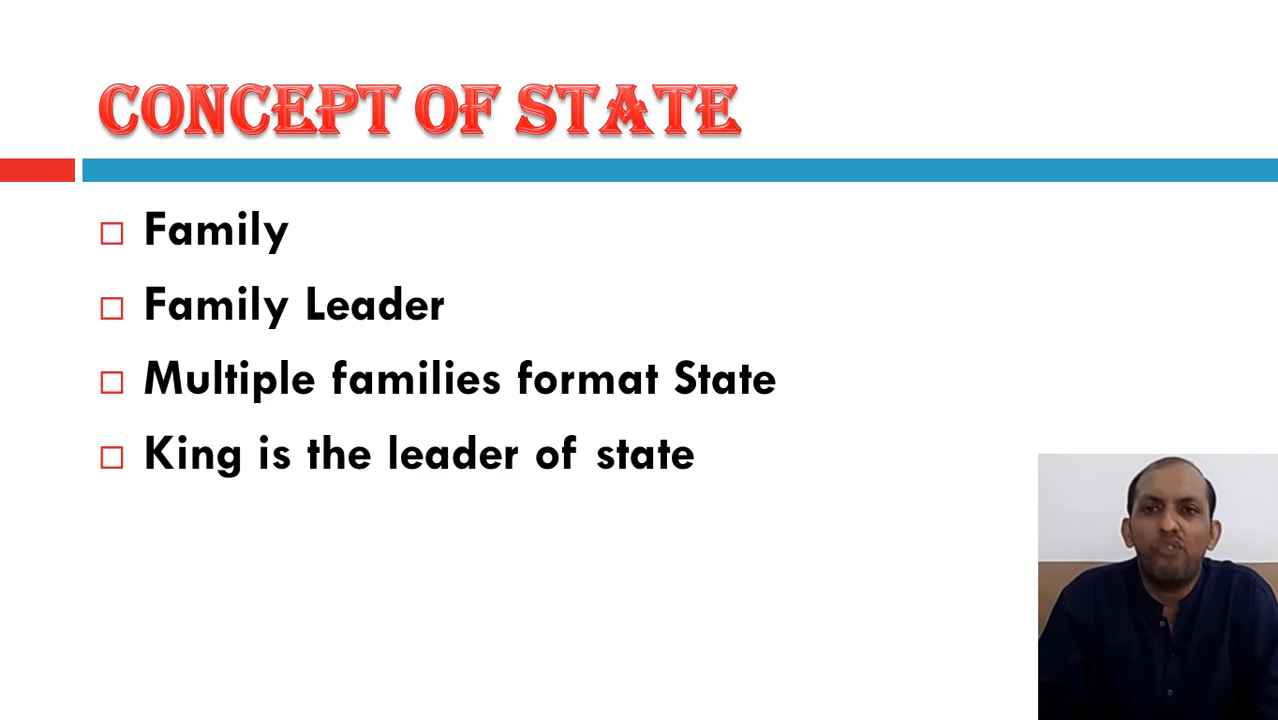 CONCEPT OF STATE
Family
Family Leader
Multiple families format State
King is the leader of state